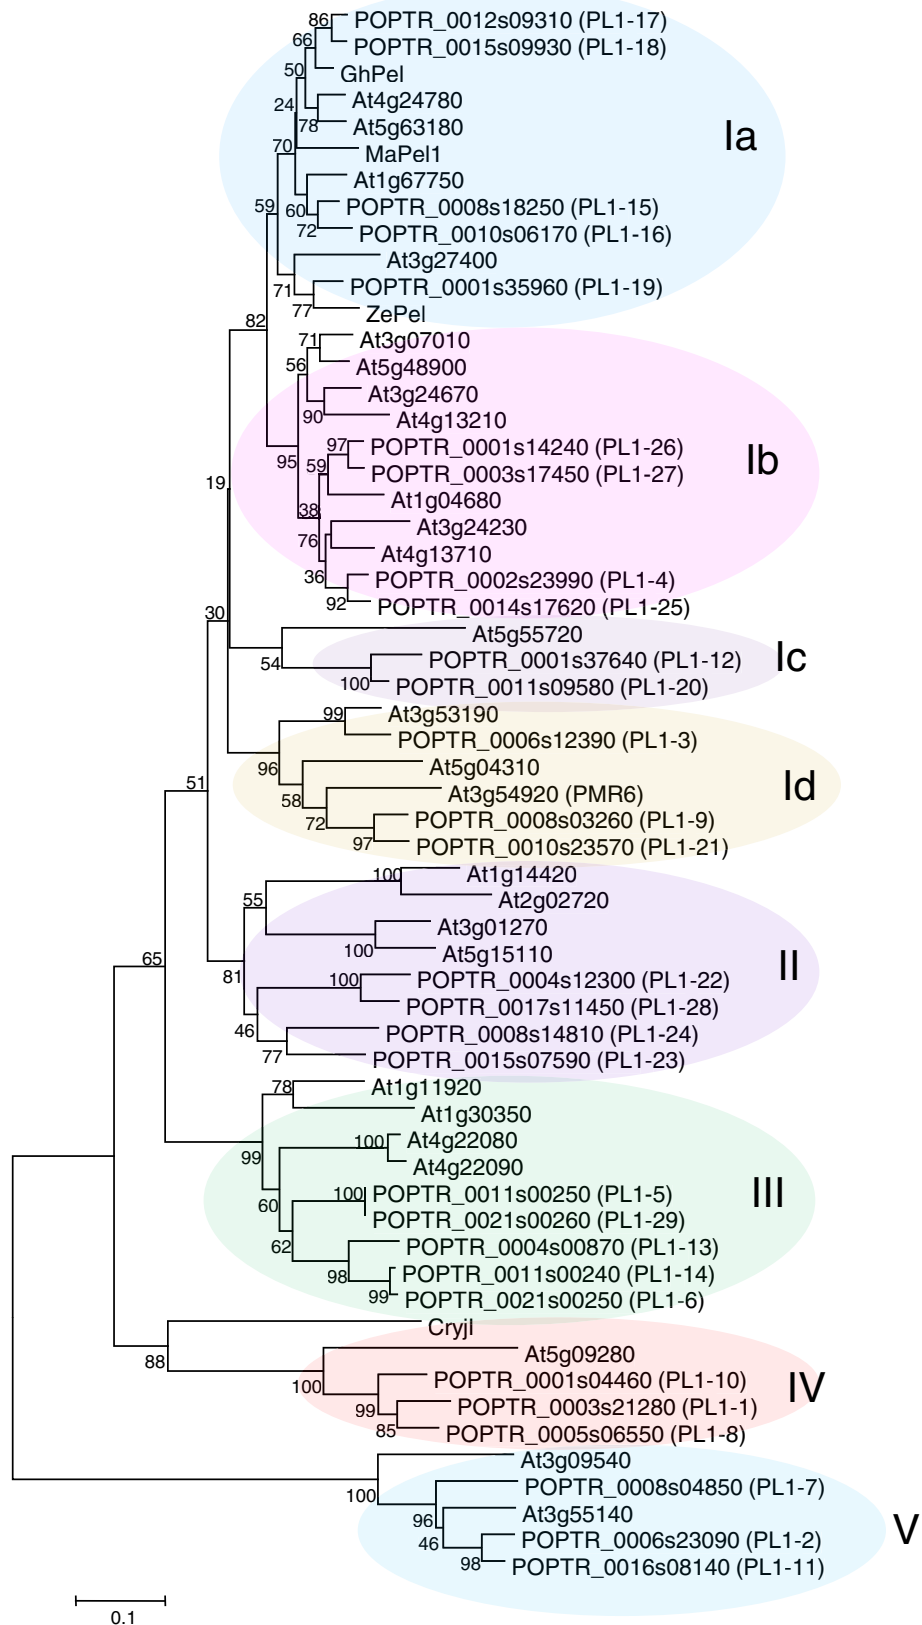 86
POPTR_0012s09310 (PL1-17)
66
POPTR_0015s09930 (PL1-18)
50
GhPel
24
At4g24780
78
At5g63180
Ia
70
MaPel1
At1g67750
59
60
POPTR_0008s18250 (PL1-15)
72
POPTR_0010s06170 (PL1-16)
At3g27400
71
POPTR_0001s35960 (PL1-19)
77
ZePel
82
71
At3g07010
56
At5g48900
At3g24670
90
At4g13210
97
POPTR_0001s14240 (PL1-26)
Ib
95
59
POPTR_0003s17450 (PL1-27)
19
At1g04680
38
At3g24230
76
At4g13710
36
POPTR_0002s23990 (PL1-4)
92
POPTR_0014s17620 (PL1-25)
30
At5g55720
54
POPTR_0001s37640 (PL1-12)
Ic
100
POPTR_0011s09580 (PL1-20)
99
At3g53190
POPTR_0006s12390 (PL1-3)
96
At5g04310
51
Id
58
At3g54920 (PMR6)
72
POPTR_0008s03260 (PL1-9)
97
POPTR_0010s23570 (PL1-21)
100
At1g14420
55
At2g02720
At3g01270
100
At5g15110
65
II
81
100
POPTR_0004s12300 (PL1-22)
POPTR_0017s11450 (PL1-28)
46
POPTR_0008s14810 (PL1-24)
77
POPTR_0015s07590 (PL1-23)
78
At1g11920
At1g30350
100
At4g22080
99
At4g22090
100
POPTR_0011s00250 (PL1-5)
III
60
POPTR_0021s00260 (PL1-29)
62
POPTR_0004s00870 (PL1-13)
98
POPTR_0011s00240 (PL1-14)
99
POPTR_0021s00250 (PL1-6)
CryjI
88
At5g09280
100
POPTR_0001s04460 (PL1-10)
IV
99
POPTR_0003s21280 (PL1-1)
85
POPTR_0005s06550 (PL1-8)
At3g09540
100
POPTR_0008s04850 (PL1-7)
96
At3g55140
V
46
POPTR_0006s23090 (PL1-2)
98
POPTR_0016s08140 (PL1-11)
0.1